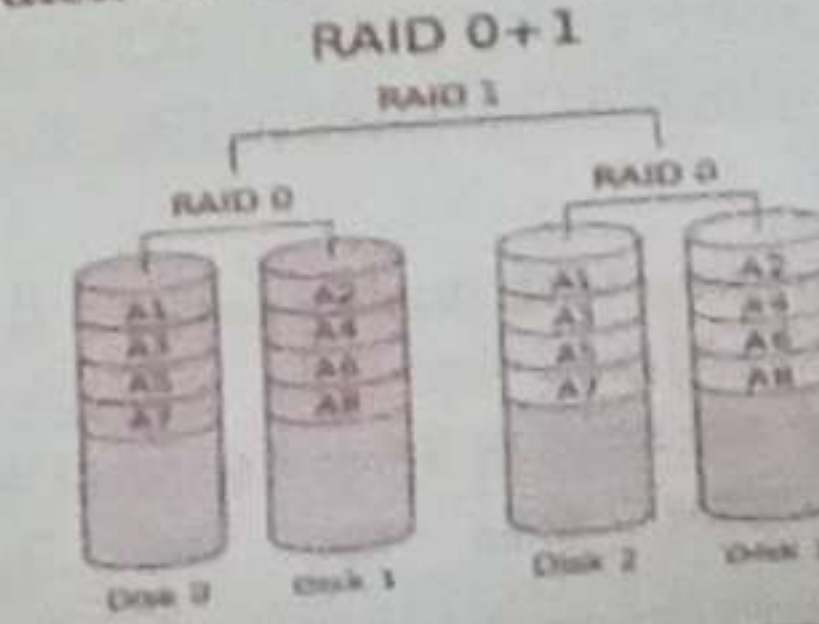 RAID 0+1
RAID 1
RAID 0
RAID 0
A1
A3
A5
A7
A2
A4
A6
A8
A1
A3
A5
A7
A2
A4
A6
A8
Disk 0
Disk 1
Disk 2
Disk